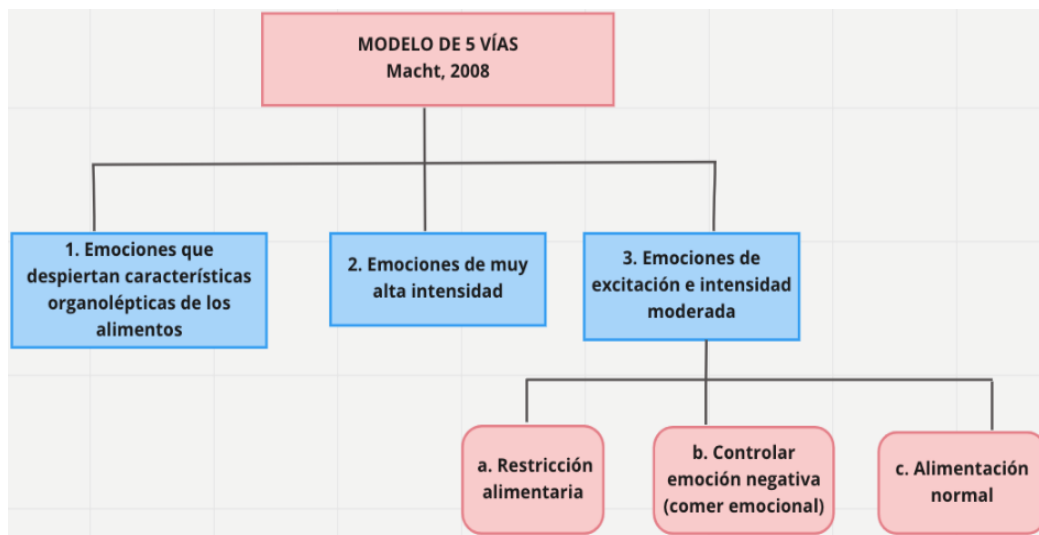 MODELO DE 5 VÍAS
Macht, 2008
1. Emociones que
despiertan características
organolépticas de los
alimentos
2. Emociones de muy
alta intensidad
3. Emociones de
excitación e intensidad
moderada
a. Restricción
alimentaria
b. Controlar
emoción negativa
(comer emocional)
c. Alimentación
normal